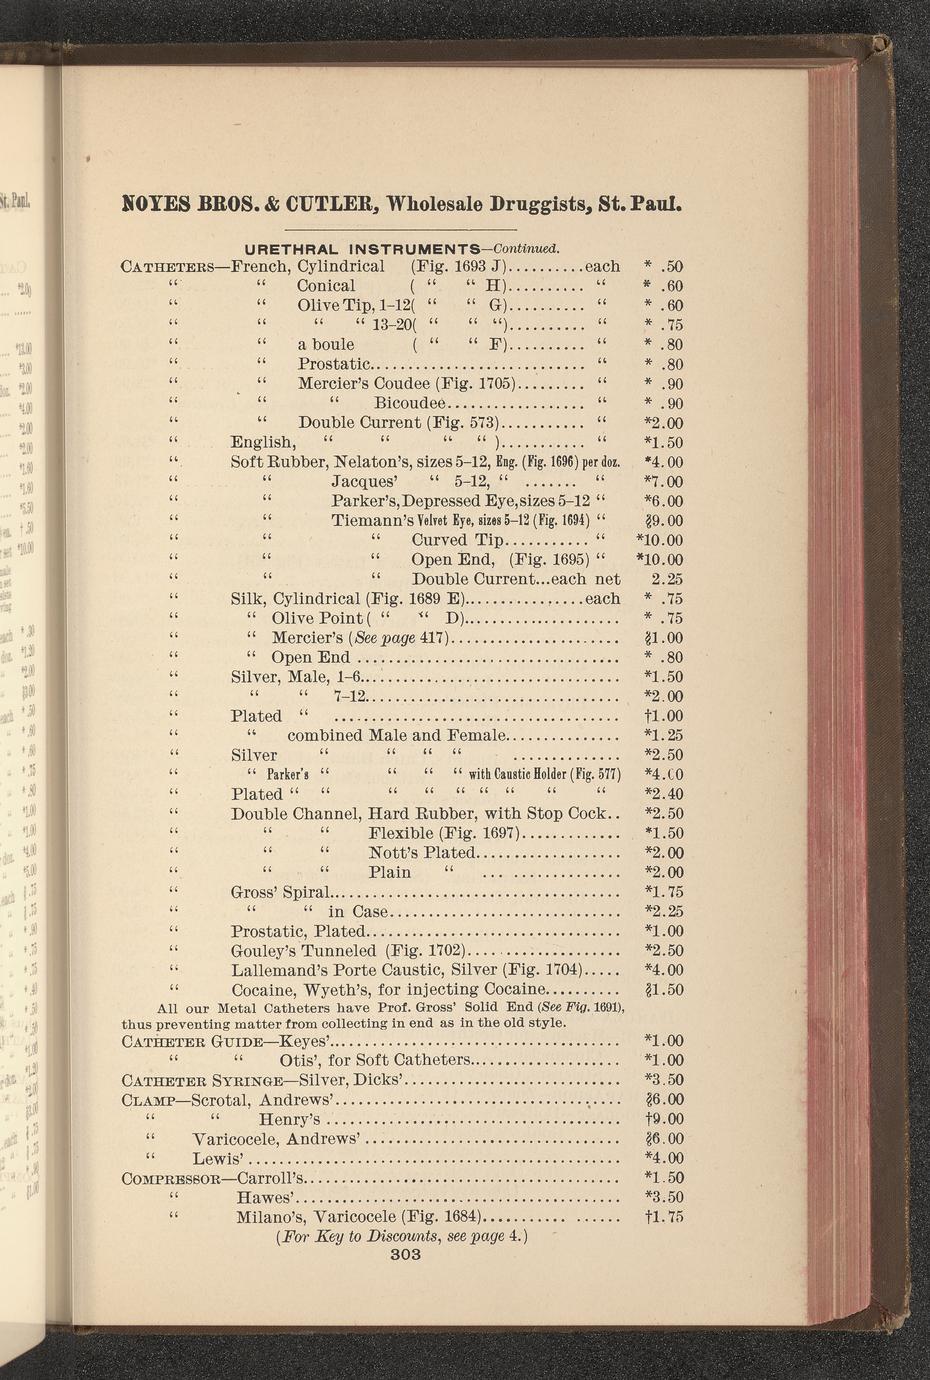 NOYES BROS. & CUTLER, Wholesale Druggists, St. Paul.
URETHRAL INSTRUMENTS—Continued.
CATHETERS—French, Cylindrical (Fig. 1693 J)..........each * .50
“ “ Conical ( “ “ H).......... “ * .60
“ “ Olive Tip, 1-12( “ “ G).......... “ * .60
“ “ “ “ 13-20( “ “ “).......... “ * .75
“ “ a boule ( “ “ F).......... “ * .80
“ “ Prostatic............................ “ * .80
“ “ Mercier's Coudee (Fig. 1705)......... “ * .90
“ “ “ Bicoudee.................. “ * .90
“ “ Double Current (Fig. 573)........... “ *2.00
“ English, “ “ “ “ )........... “ *1.50
“ Soft Rubber, Nelaton's, sizes 5-12, Eng. (Fig. 1696) per doz. *4.00
“ “ Jacques' “ 5-12, “ ....... “ *7.00
“ “ Parker's, Depressed Eye, sizes 5-12 “ *6.00
“ “ Tiemann's Velvet Eye, sizes 5-12 (Fig. 1694) “ §9.00
“ “ “ Curved Tip........... “ *10.00
“ “ “ Open End, (Fig. 1695) “ *10.00
“ “ “ Double Current...each net 2.25
“ Silk, Cylindrical (Fig. 1689 E)...................each * .75
“ “ Olive Point ( “ “ D)......................... * .75
“ “ Mercier's (See page 417)...................... §1.00
“ “ Open End ................................. * .80
“ Silver, Male, 1-6................................. *1.50
“ “ “ 7-12................................. *2.00
“ Plated “ .................................... †1.00
“ “ combined Male and Female.............. *1.25
“ Silver “ “ “ “ .............. *2.50
“ “ Parker's “ “ “ “ with Caustic Holder (Fig. 577) *4.00
“ Plated “ “ “ “ “ “ “ “ “ *2.40
“ Double Channel, Hard Rubber, with Stop Cock.. *2.50
“ “ “ Flexible (Fig. 1697)............. *1.50
“ “ “ Nott's Plated................... *2.00
“ “ “ Plain “ ... .............. *2.00
“ Gross' Spiral..................................... *1.75
“ “ “ in Case............................. *2.25
“ Prostatic, Plated................................ *1.00
“ Gouley's Tunneled (Fig. 1702).................... *2.50
“ Lallemand's Porte Caustic, Silver (Fig. 1704)..... *4.00
“ Cocaine, Wyeth's, for injecting Cocaine.......... §1.50
All our Metal Catheters have Prof. Gross' Solid End (See Fig. 1691),
thus preventing matter from collecting in end as in the old style.
CATHETER GUIDE—Keyes'..................................... *1.00
“ “ Otis', for Soft Catheters................... *1.00
CATHETER SYRINGE—Silver, Dicks'........................... *3.50
CLAMP—Scrotal, Andrews'.................................... §6.00
“ “ Henry's ..................................... †9.00
“ Varicocele, Andrews' ................................ §6.00
“ Lewis' ............................................... *4.00
COMPRESSOR—Carroll's........................................ *1.50
“ Hawes'......................................... *3.50
“ Milano's, Varicocele (Fig. 1684)........... ...... †1.75
(For Key to Discounts, see page 4.)
303